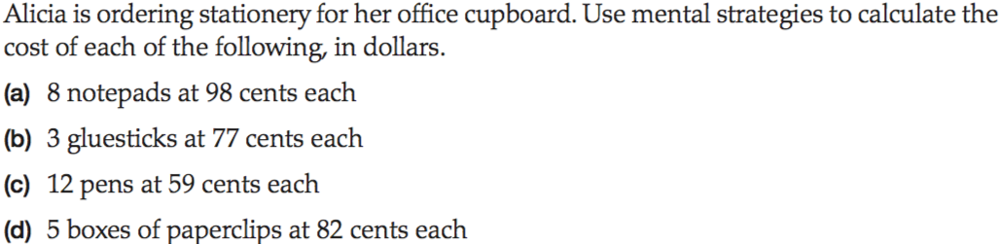 Alicia is ordering stationery for her office cupboard. Use mental strategies to calculate the
cost of each of the following, in dollars.
(a) 8 notepads at 98 cents each
(b) 3 gluesticks at 77 cents each
(c) 12 pens at 59 cents each
(d) 5 boxes of paperclips at 82 cents each